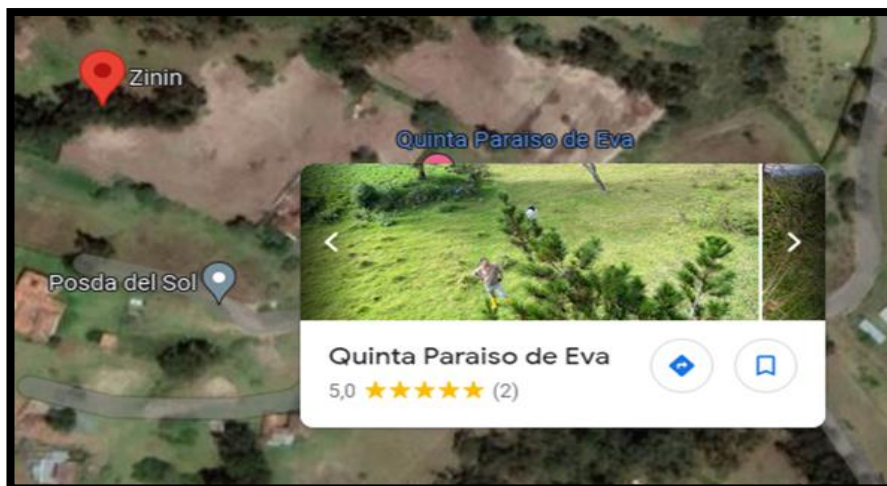 Zinin
Quinta Paraiso de Eva
Posda del Sol
Quinta Paraiso de Eva
5,0 (2)